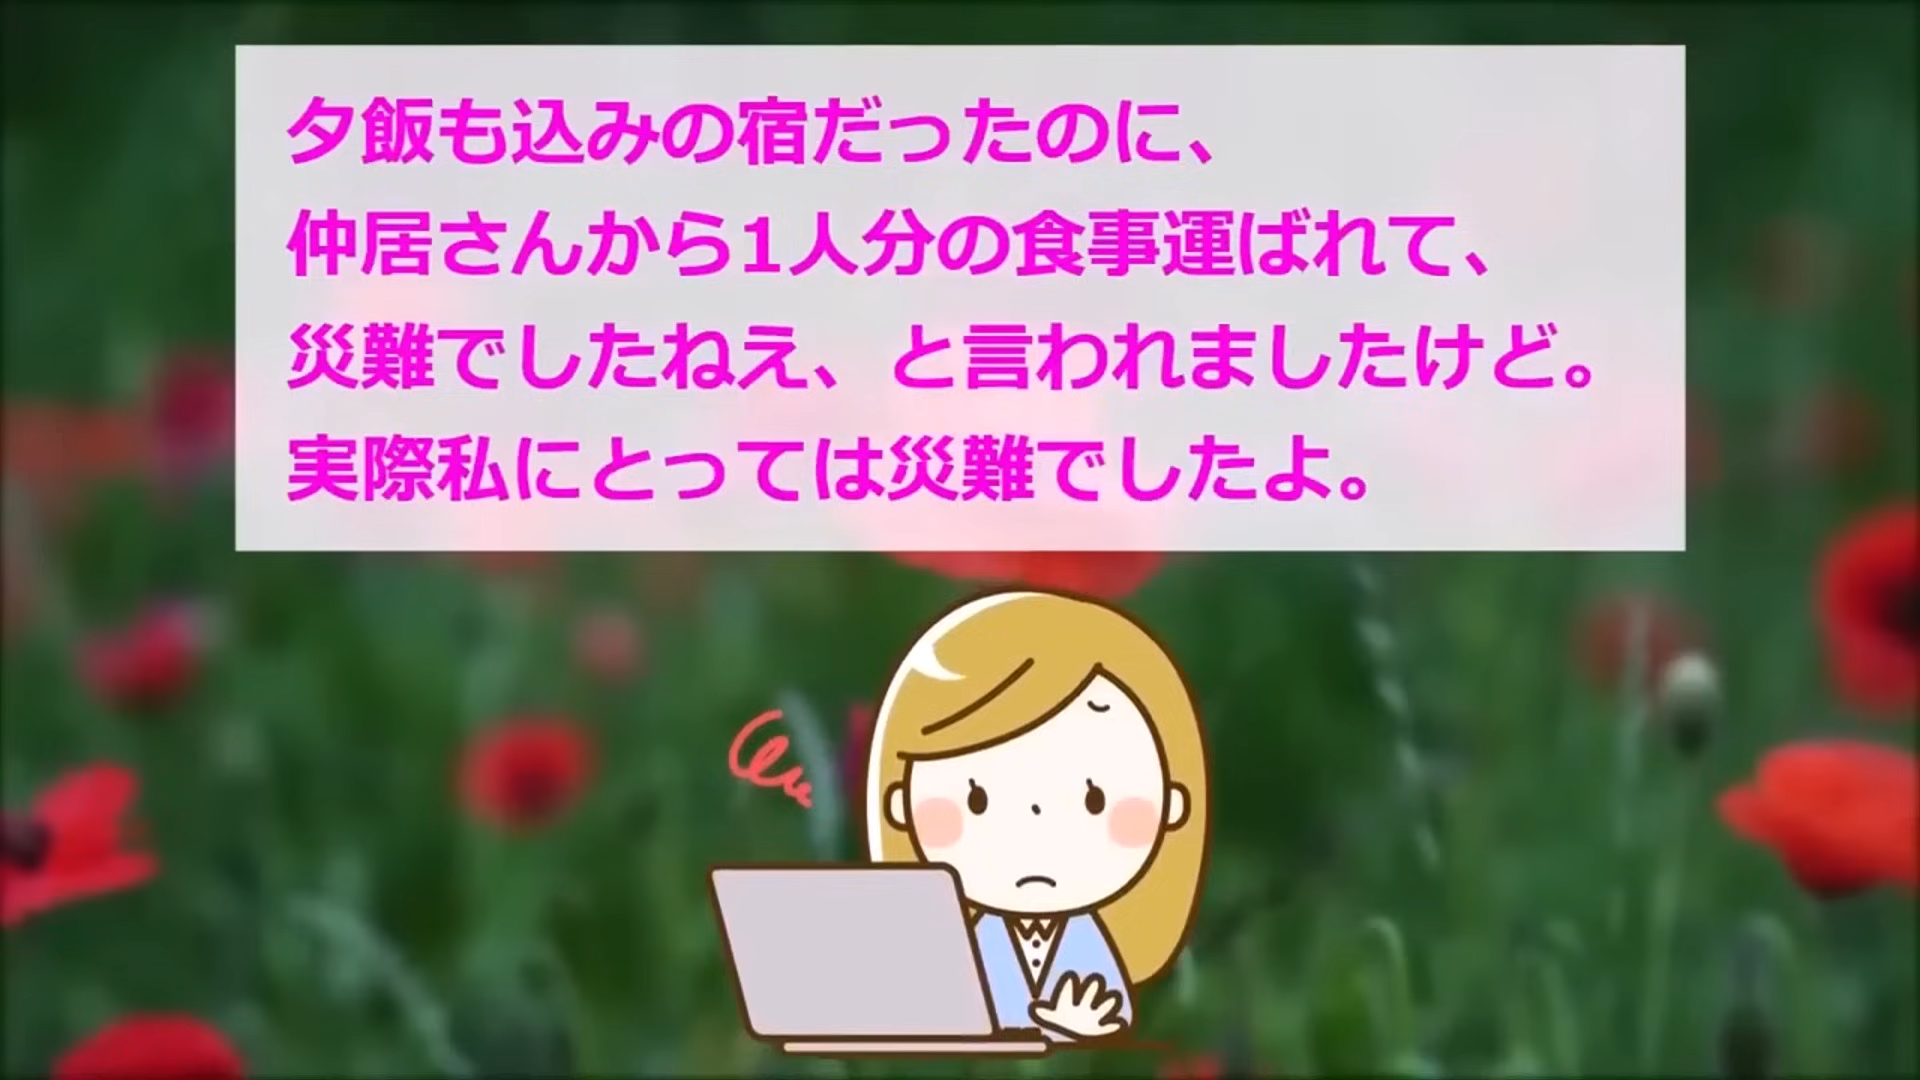 夕飯も込みの宿だったのに、
仲居さんから1人分の食事運ばれて、
災難でしたねえ、と言われましたけど。
実際私にとっては災難でしたよ。